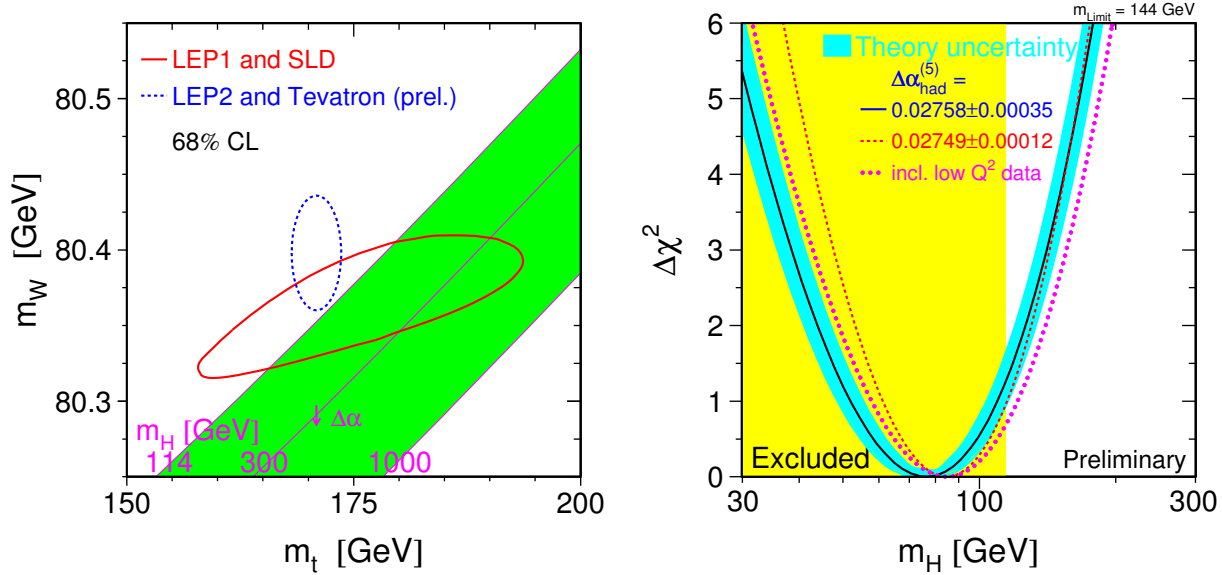 LEP1 and SLD
LEP2 and Tevatron (prel.)
68% CL
80.5
80.4
80.3
m_W [GeV]
Δα
m_H [GeV]
114 300 1000
150 175 200
m_t [GeV]
m_Limit = 144 GeV
Theory uncertainty
Δα_had^(5) =
0.02758±0.00035
0.02749±0.00012
incl. low Q² data
6
5
4
3
2
1
0
Δχ²
Excluded
Preliminary
30 100 300
m_H [GeV]